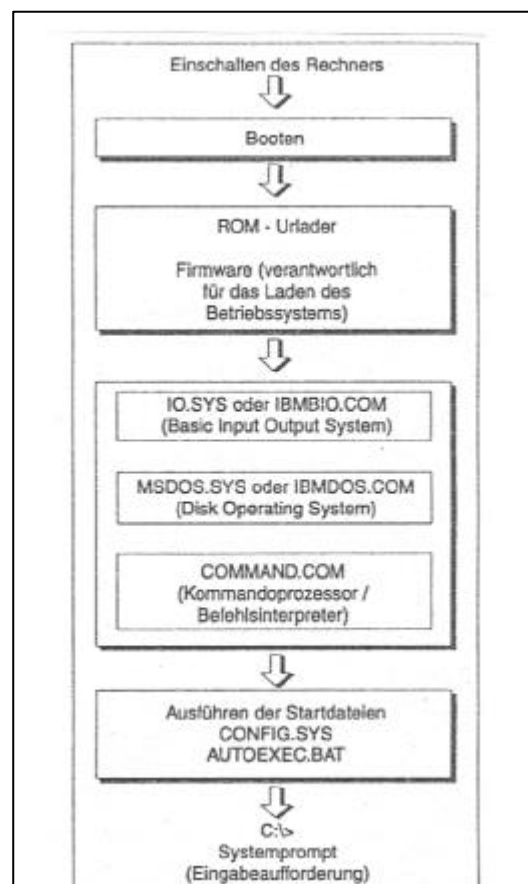 Einschalten des Rechners
Booten
ROM - Urlader
Firmware (verantwortlich
für das Laden des
Betriebssystems)
IO.SYS oder IBMBIO.COM
(Basic Input Output System)
MSDOS.SYS oder IBMDOS.COM
(Disk Operating System)
COMMAND.COM
(Kommandoprozessor /
Befehlsinterpreter)
Ausführen der Startdateien
CONFIG.SYS
AUTOEXEC.BAT
C:\>
Systemprompt
(Eingabeaufforderung)